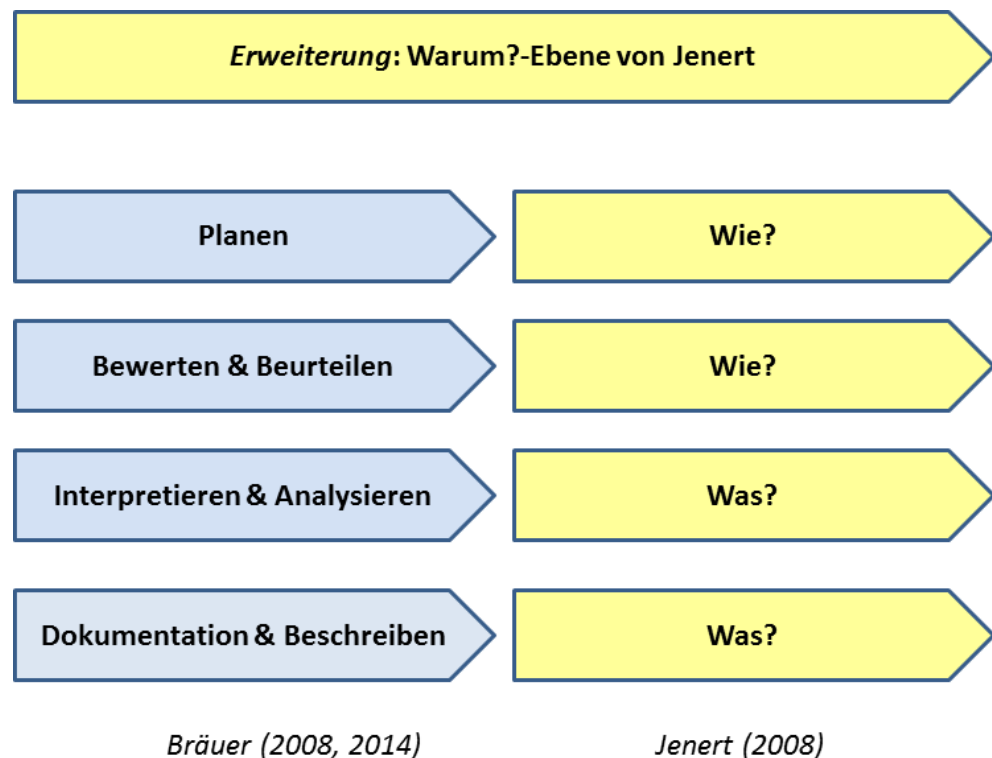 Erweiterung: Warum?-Ebene von Jenert
Planen
Wie?
Bewerten & Beurteilen
Wie?
Interpretieren & Analysieren
Was?
Dokumentation & Beschreiben
Was?
Bräuer (2008, 2014)
Jenert (2008)